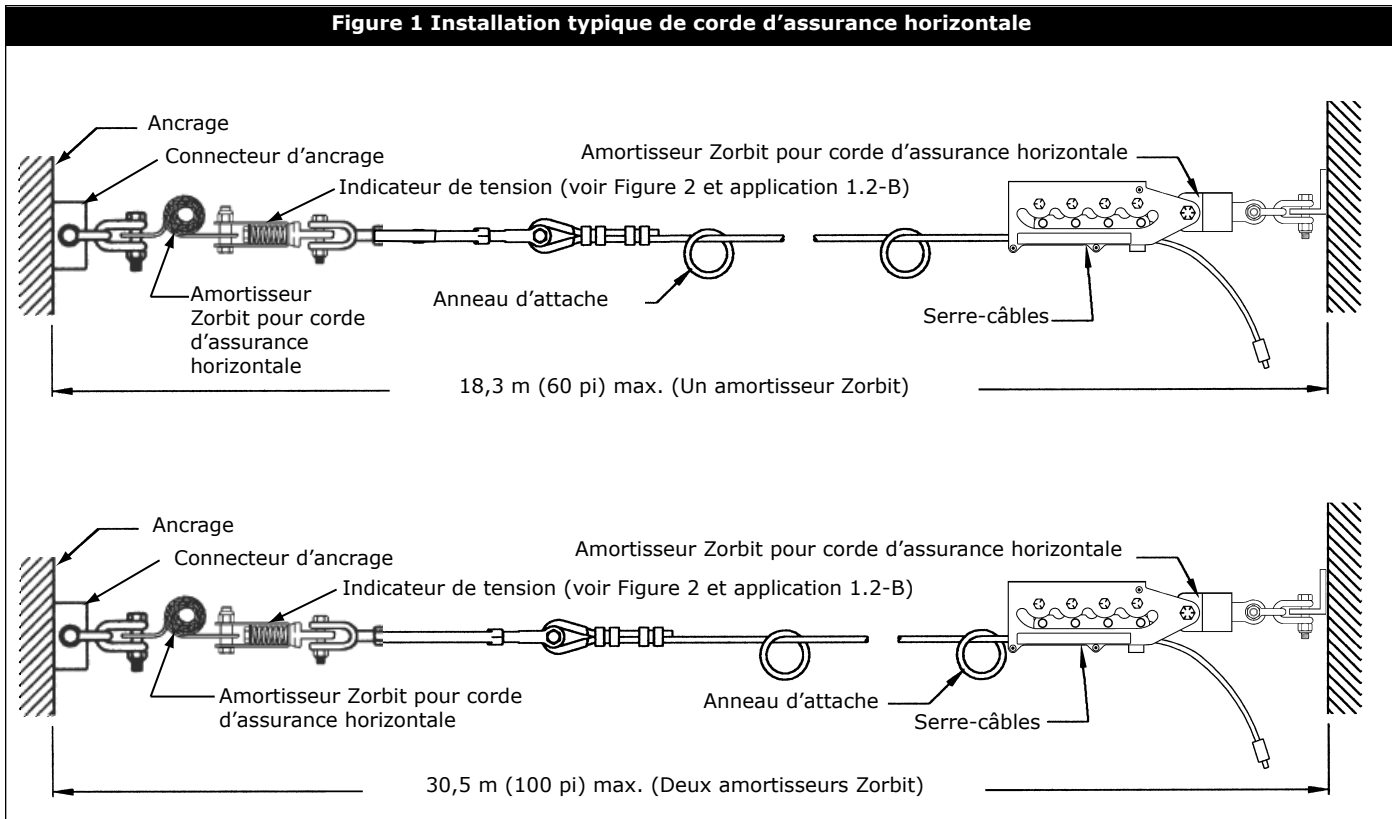 Figure 1 Installation typique de corde d’assurance horizontale
Ancrage
Connecteur d’ancrage
Amortisseur Zorbit pour corde d’assurance horizontale
Indicateur de tension (voir Figure 2 et application 1.2-B)
Amortisseur
Zorbit pour corde
d’assurance
horizontale
Anneau d’attache
Serre-câbles
18,3 m (60 pi) max. (Un amortisseur Zorbit)
Ancrage
Connecteur d’ancrage
Amortisseur Zorbit pour corde d’assurance horizontale
Indicateur de tension (voir Figure 2 et application 1.2-B)
Amortisseur Zorbit pour corde
d’assurance horizontale
Anneau d’attache
Serre-câbles
30,5 m (100 pi) max. (Deux amortisseurs Zorbit)